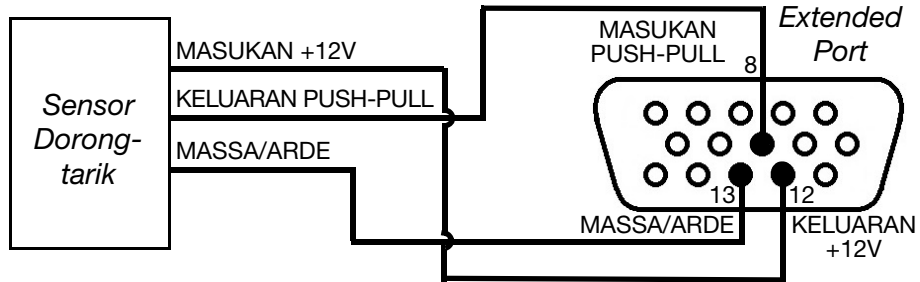 Sensor
Dorong-
tarik
MASUKAN +12V
KELUARAN PUSH-PULL
MASSA/ARDE
MASUKAN
PUSH-PULL
8
Extended
Port
13
12
MASSA/ARDE
KELUARAN
+12V